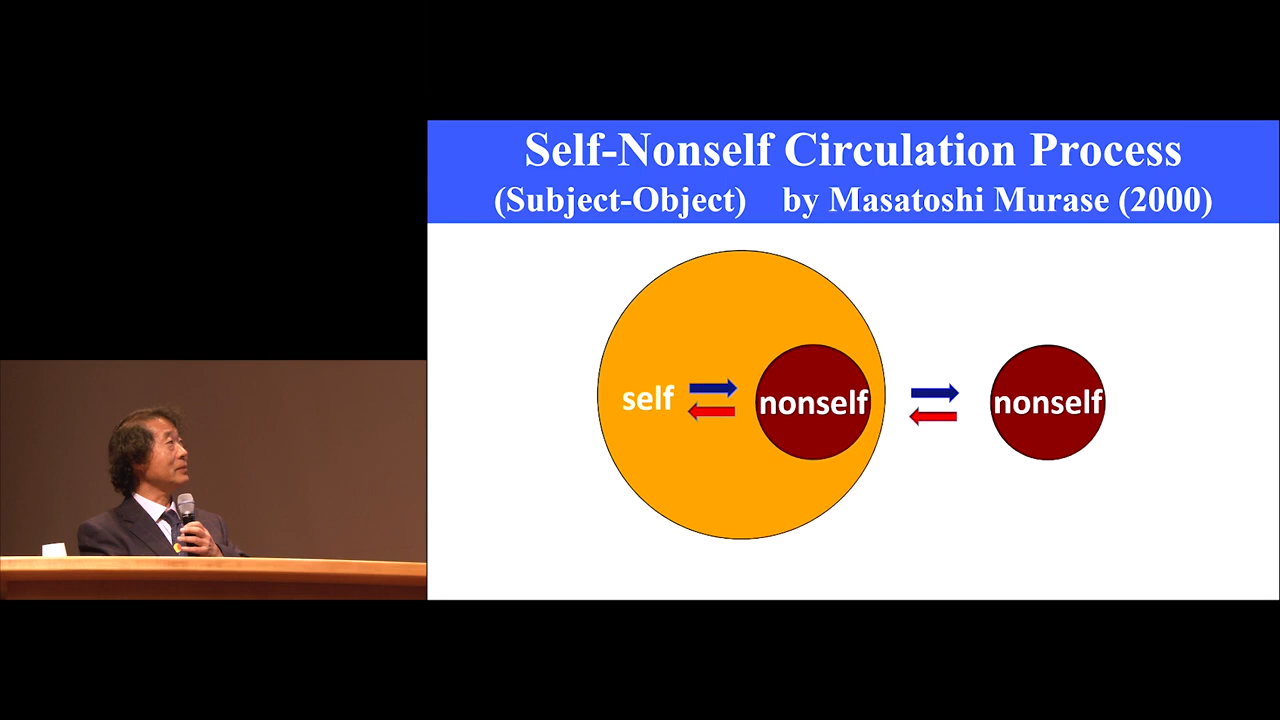 Self-Nonself Circulation Process
(Subject-Object) by Masatoshi Murase (2000)
self
nonself
nonself